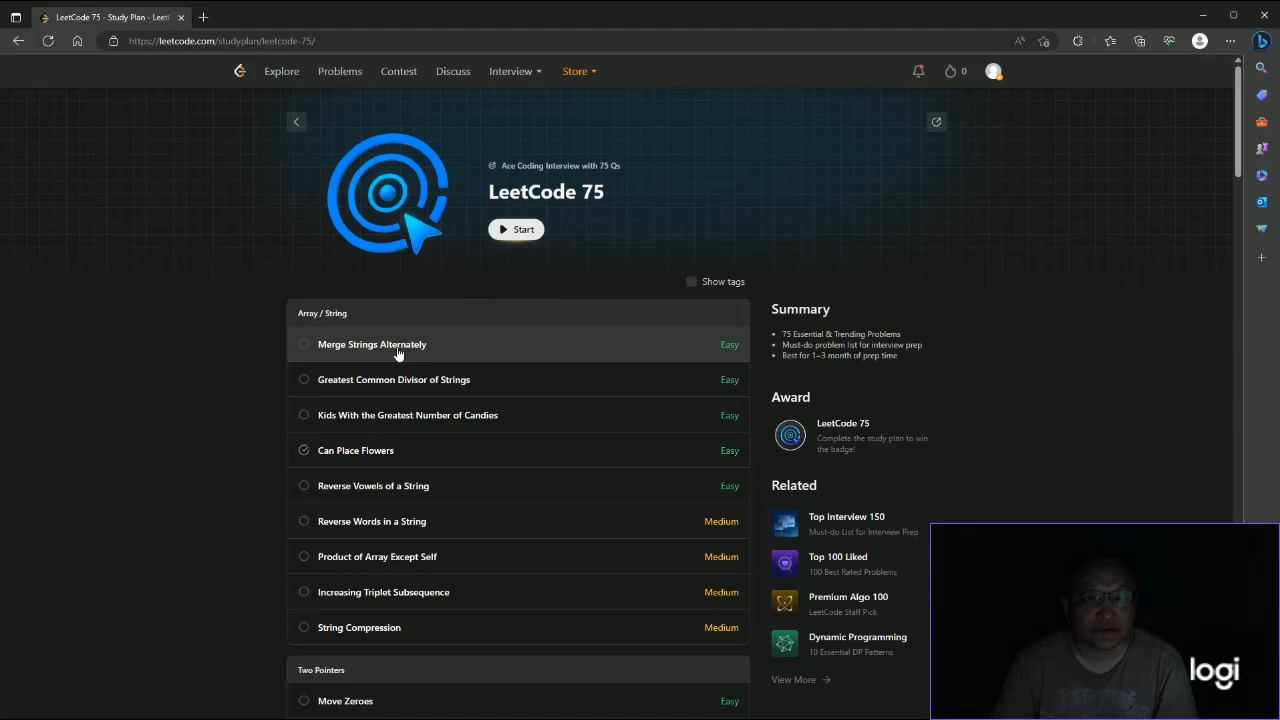 LeetCode 75 - Study Plan - LeetC
https://leetcode.com/studyplan/leetcode-75/
Explore
Problems
Contest
Discuss
Interview
Store
0
Ace Coding Interview with 75 Qs
LeetCode 75
Start
Show tags
Array / String
Merge Strings Alternately
Easy
Greatest Common Divisor of Strings
Easy
Kids With the Greatest Number of Candies
Easy
Can Place Flowers
Easy
Reverse Vowels of a String
Easy
Reverse Words in a String
Medium
Product of Array Except Self
Medium
Increasing Triplet Subsequence
Medium
String Compression
Medium
Two Pointers
Move Zeroes
Easy
Summary
75 Essential & Trending Problems
Must-do problem list for interview prep
Best for 1~3 month of prep time
Award
LeetCode 75
Complete the study plan to win
the badge!
Related
Top Interview 150
Must-do List for Interview Prep
Top 100 Liked
100 Best Rated Problems
Premium Algo 100
LeetCode Staff Pick
Dynamic Programming
10 Essential DP Patterns
View More
logi